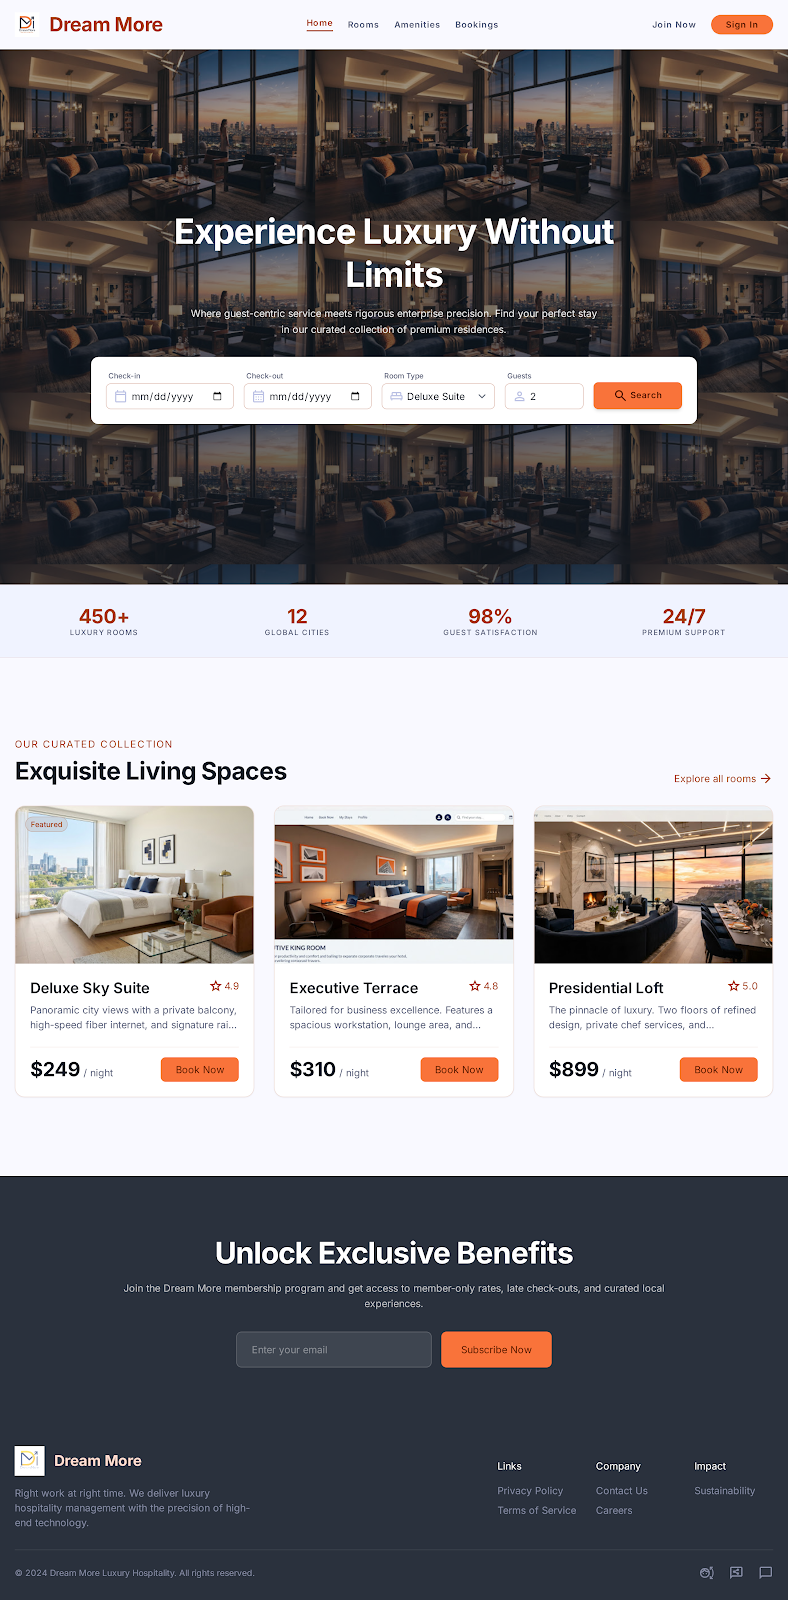 Dream More
Home Rooms Amenities Bookings
Join Now Sign In
Experience Luxury Without
Limits
Where guest-centric service meets rigorous enterprise precision. Find your perfect stay
in our curated collection of premium residences.
Check-in Check-out Room Type Guests
mm/dd/yyyy mm/dd/yyyy Deluxe Suite 2 Search
450+ 12 98% 24/7
LUXURY ROOMS GLOBAL CITIES GUEST SATISFACTION PREMIUM SUPPORT
OUR CURATED COLLECTION
Exquisite Living Spaces
Explore all rooms
Featured
Home Book Now My Stays Profile
TIVE KING ROOM
Deluxe Sky Suite 4.9
Panoramic city views with a private balcony,
high-speed fiber internet, and signature rai...
$249 / night Book Now
Executive Terrace 4.8
Tailored for business excellence. Features a
spacious workstation, lounge area, and...
$310 / night Book Now
Presidential Loft 5.0
The pinnacle of luxury. Two floors of refined
design, private chef services, and...
$899 / night Book Now
Unlock Exclusive Benefits
Join the Dream More membership program and get access to member-only rates, late check-outs, and curated local
experiences.
Enter your email Subscribe Now
Dream More
Right work at right time. We deliver luxury
hospitality management with the precision of high-
end technology.
Links
Privacy Policy
Terms of Service
Company
Contact Us
Careers
Impact
Sustainability
© 2024 Dream More Luxury Hospitality. All rights reserved.